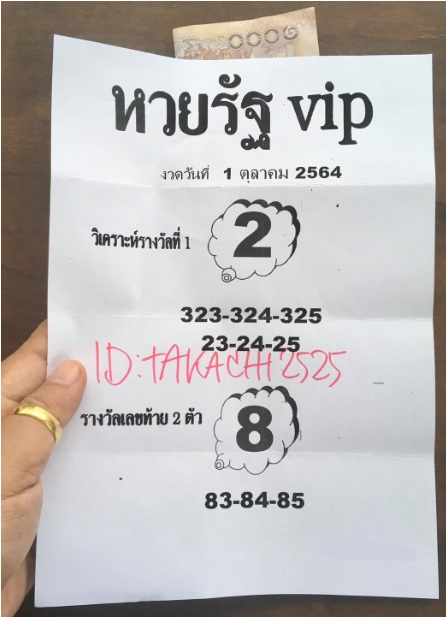 0001
หวยรัฐ vip
งวดวันที่ 1 ตุลาคม 2564
วิเคราะห์รางวัลที่ 1
2
323-324-325
23-24-25
ID:TAKACHI2525
รางวัลเลขท้าย 2 ตัว
8
83-84-85